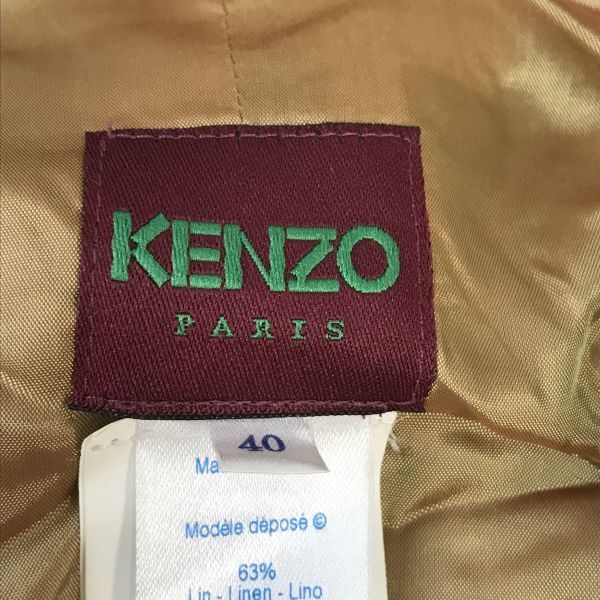 KENZO
PARIS
40
Modèle déposé ©
63%
Lin - Linen - Lino